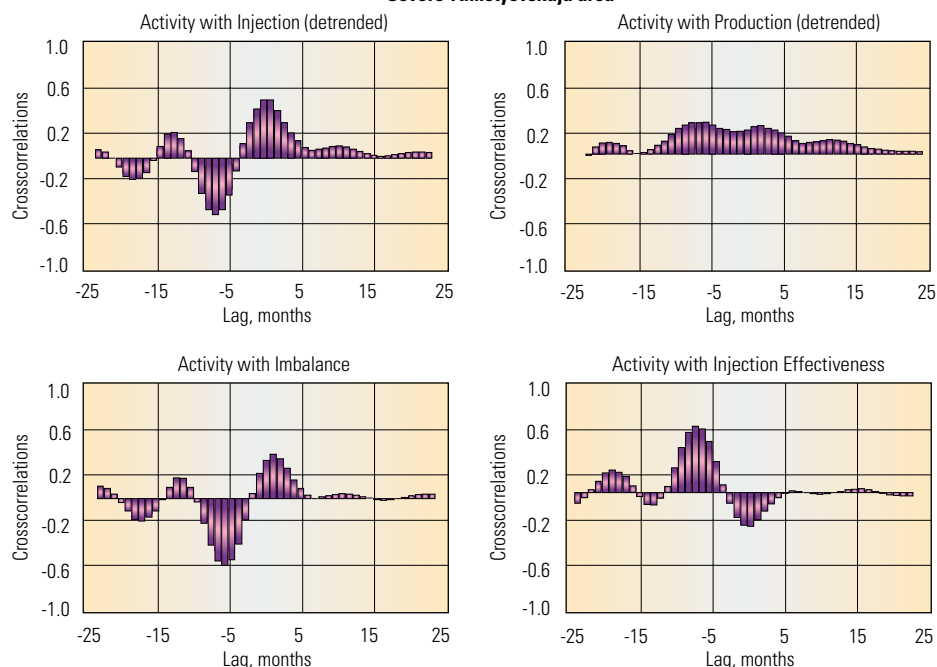 Activity with Injection (detrended)
1.0
0.6
0.2
-0.2
-0.6
-1.0
Crosscorrelations
-25 -15 -5 5 15 25
Lag, months
Activity with Production (detrended)
1.0
0.6
0.2
-0.2
-0.6
-1.0
Crosscorrelations
-25 -15 -5 5 15 25
Lag, months
Activity with Imbalance
1.0
0.6
0.2
-0.2
-0.6
-1.0
Crosscorrelations
-25 -15 -5 5 15 25
Lag, months
Activity with Injection Effectiveness
1.0
0.6
0.2
-0.2
-0.6
-1.0
Crosscorrelations
-25 -15 -5 5 15 25
Lag, months